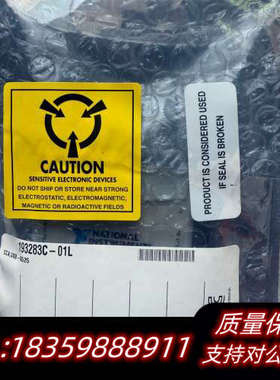 CAUTION
SENSITIVE ELECTRONIC DEVICES
DO NOT SHIP OR STORE NEAR STRONG
ELECTROSTATIC, ELECTROMAGNETIC,
MAGNETIC OR RADIOACTIVE FIELDS
PRODUCT IS CONSIDERED USED
IF SEAL IS BROKEN
NATIONAL
INSTRUMENTS
193283C-01L
质量保
:18359888911
支持对公